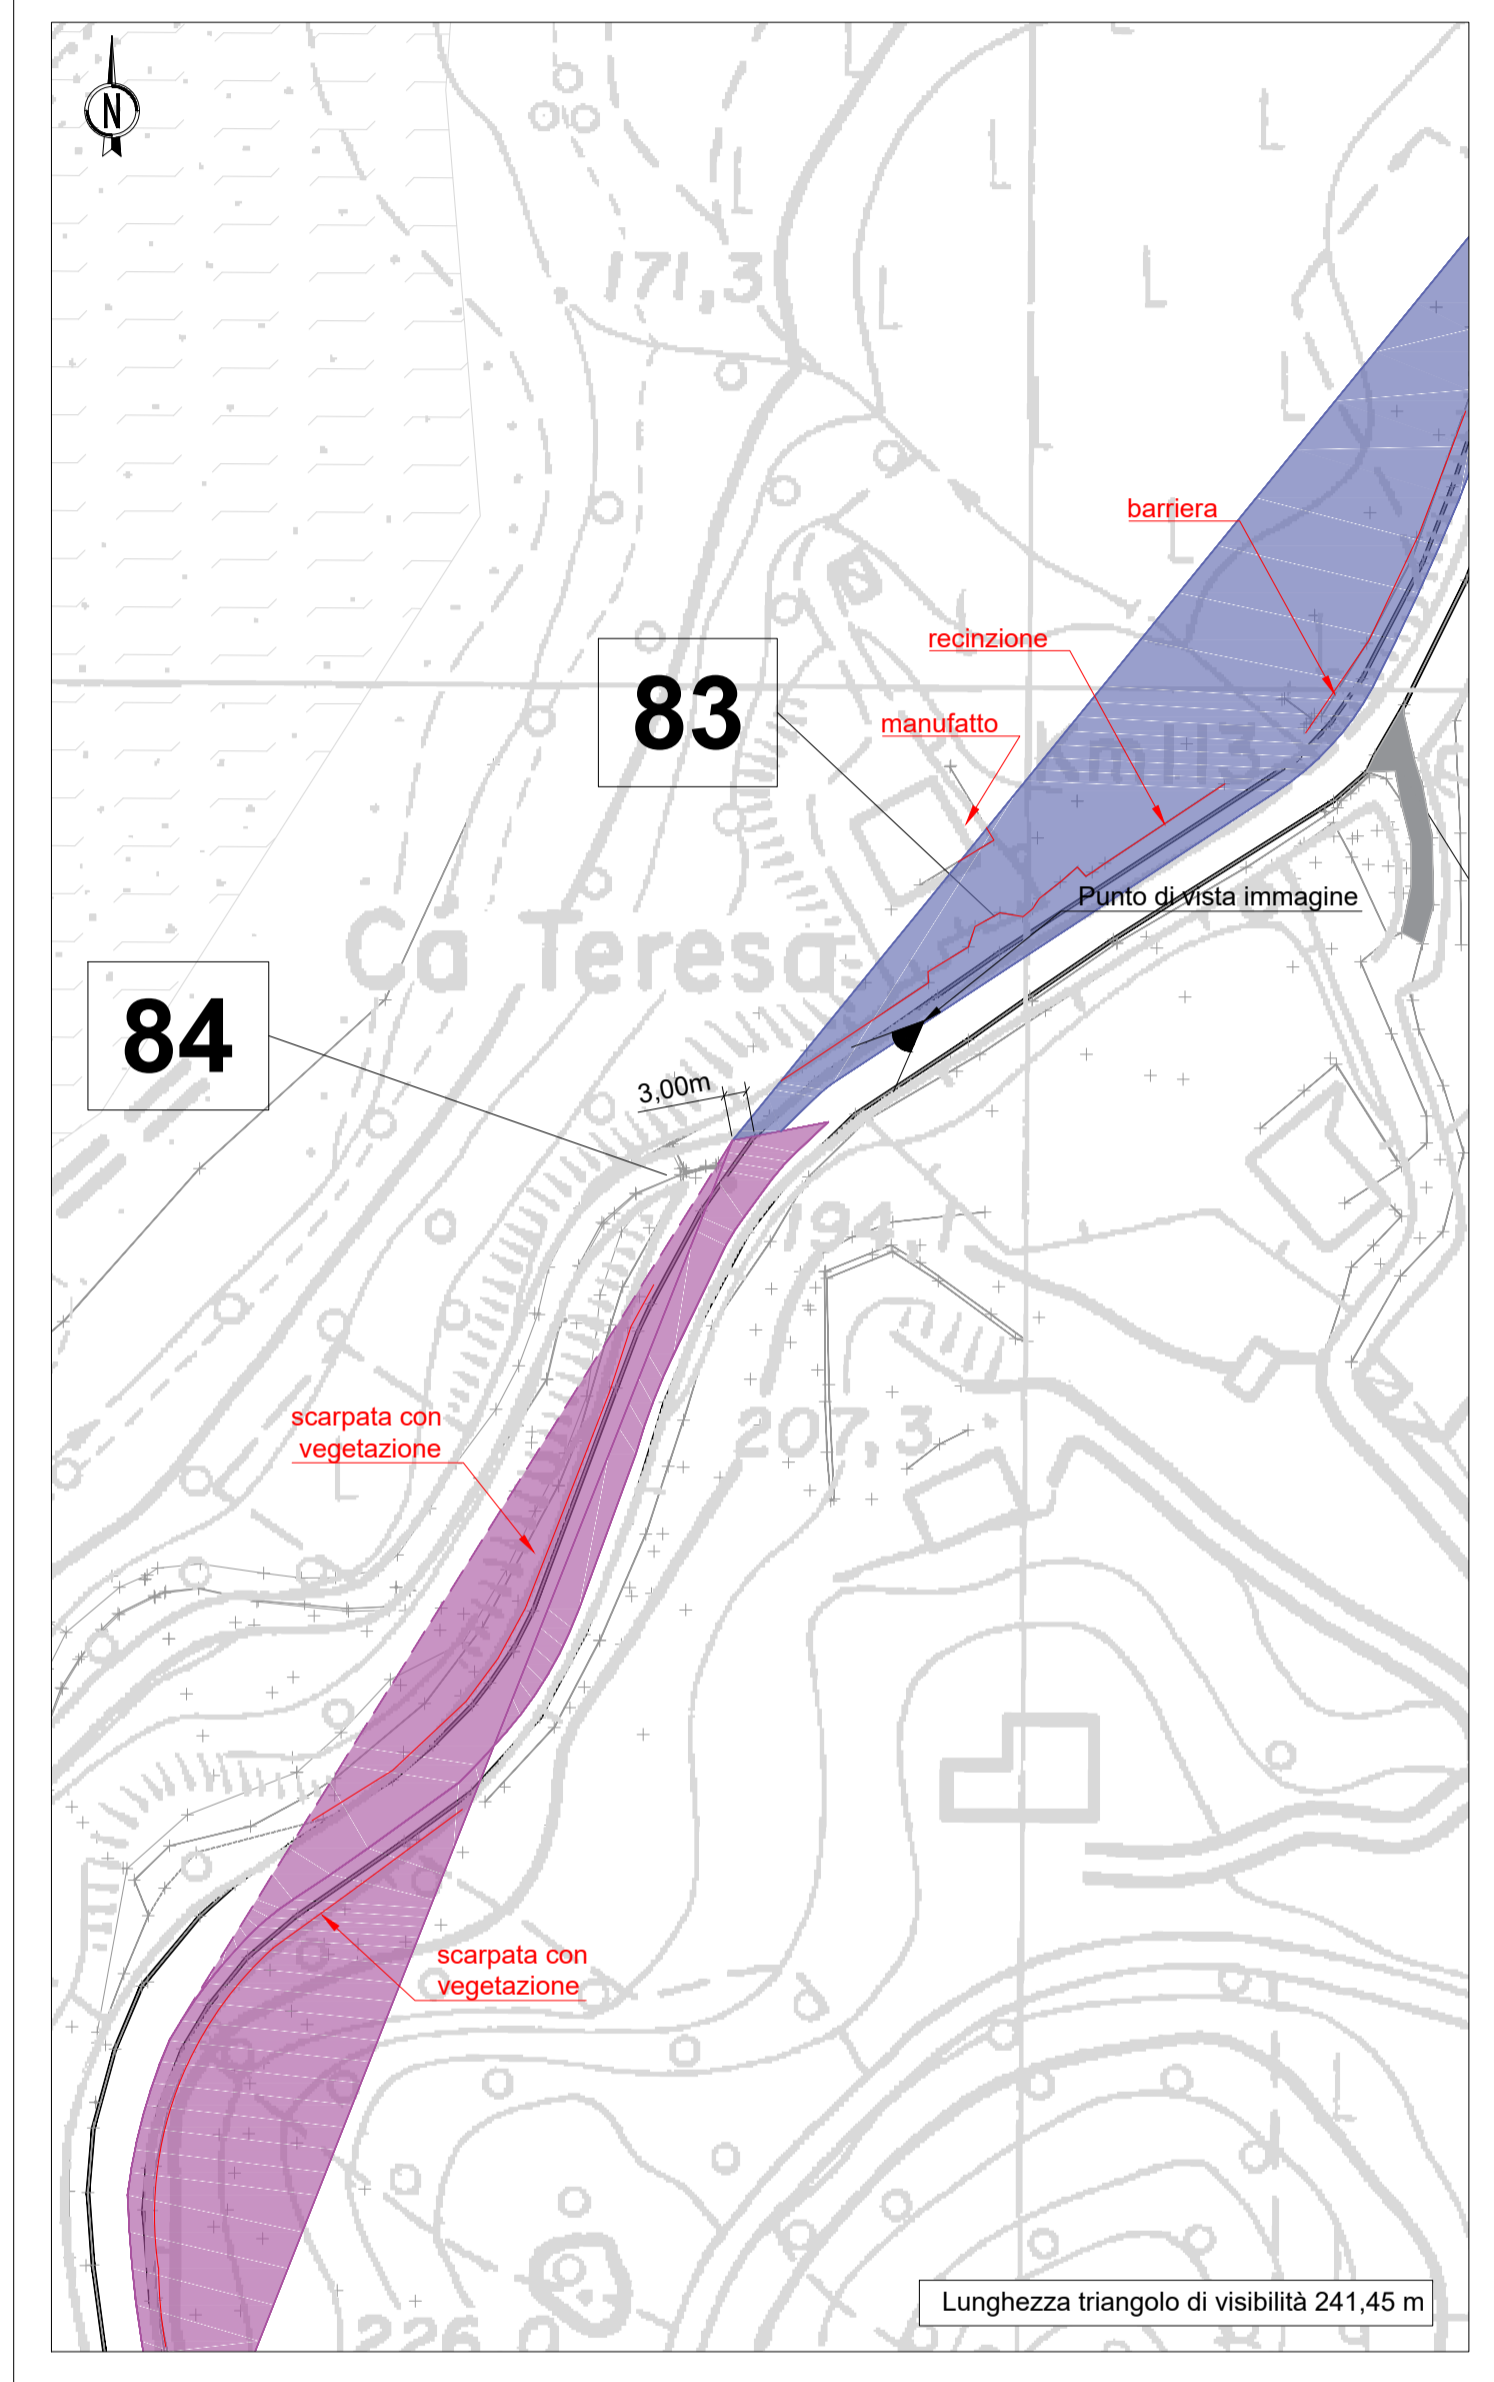 N
171,3
barriera
recinzione
83
manufatto
Km113
Punto di vista immagine
Ca Teresa
84
3,00m
194,1
scarpata con
vegetazione
207,3
scarpata con
vegetazione
Lunghezza triangolo di visibilità 241,45 m
226,0